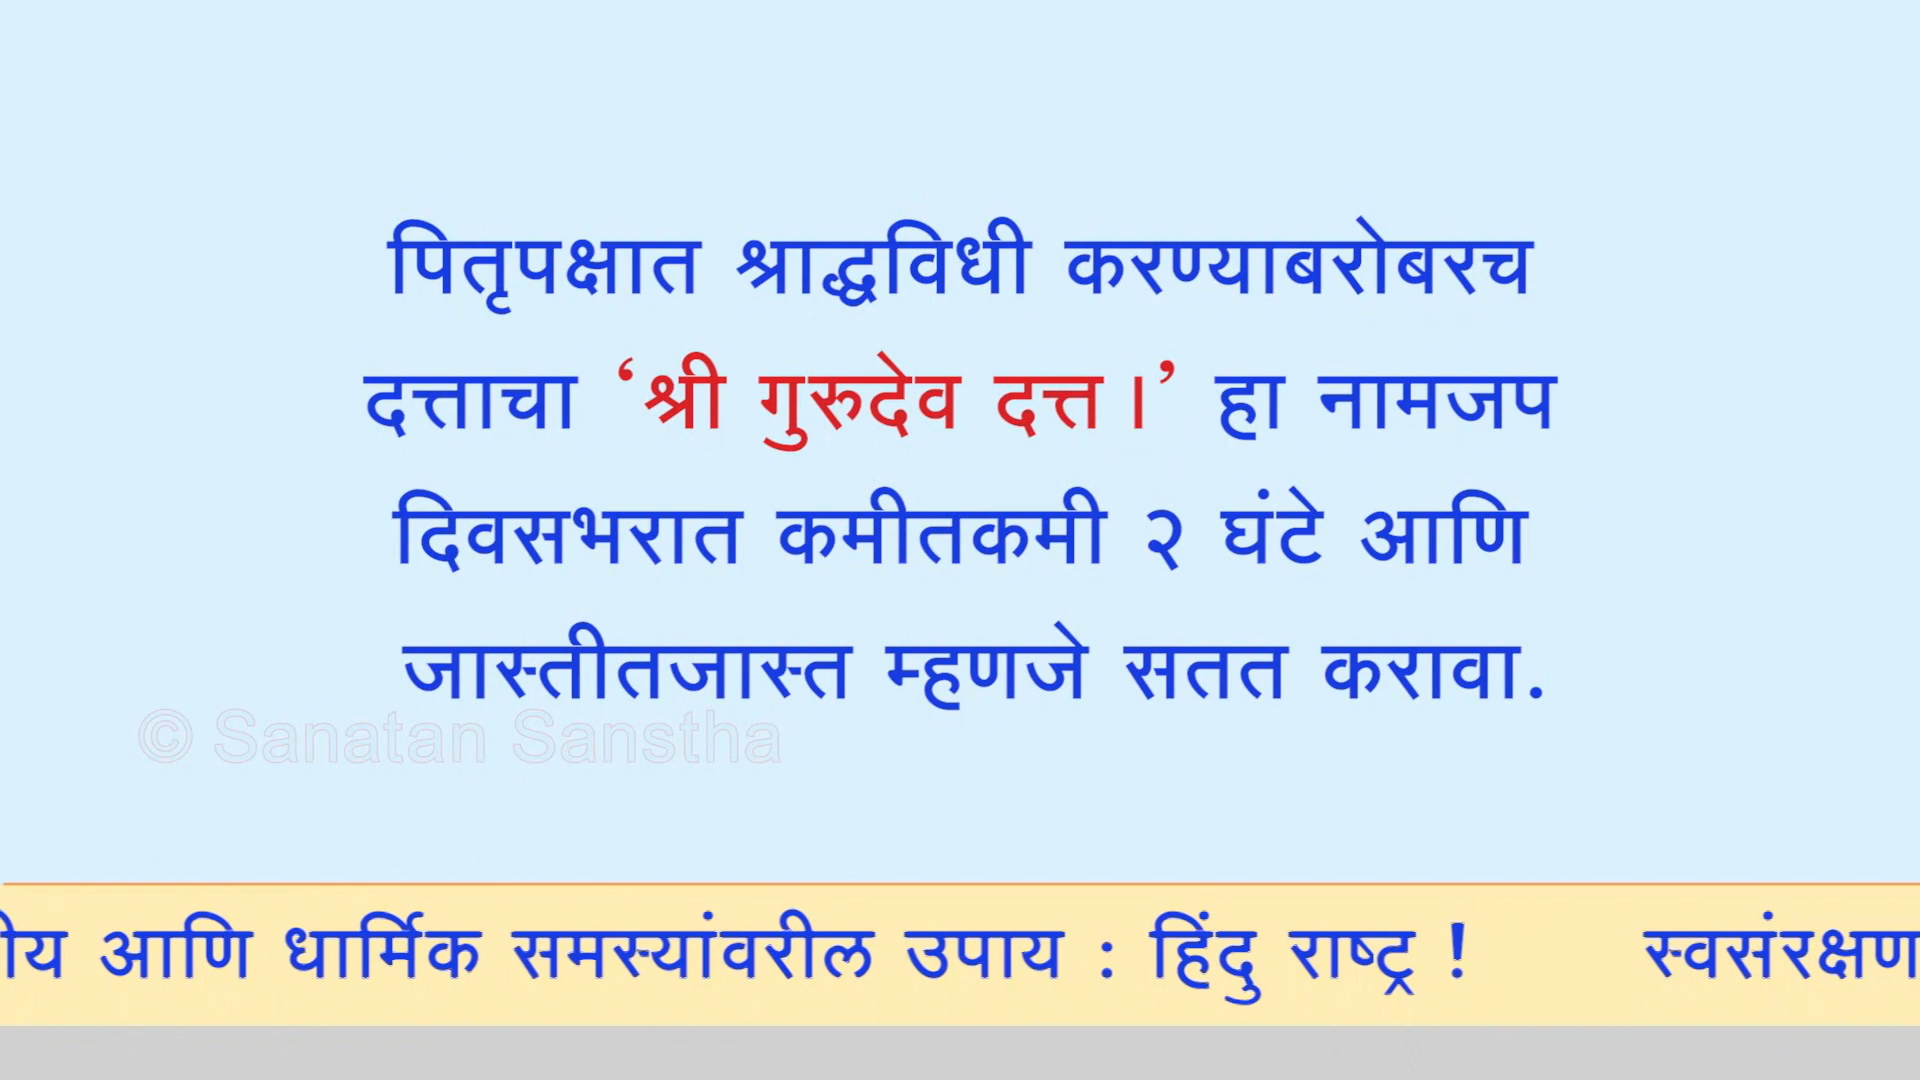 पितृपक्षात श्राद्धविधी करण्याबरोबरच
दत्ताचा ‘श्री गुरुदेव दत्त ।’ हा नामजप
दिवसभरात कमीतकमी २ घंटे आणि
जास्तीतजास्त म्हणजे सतत करावा.
© Sanatan Sanstha
आणि धार्मिक समस्यांवरील उपाय : हिंदु राष्ट्र ! स्वसंरक्षण